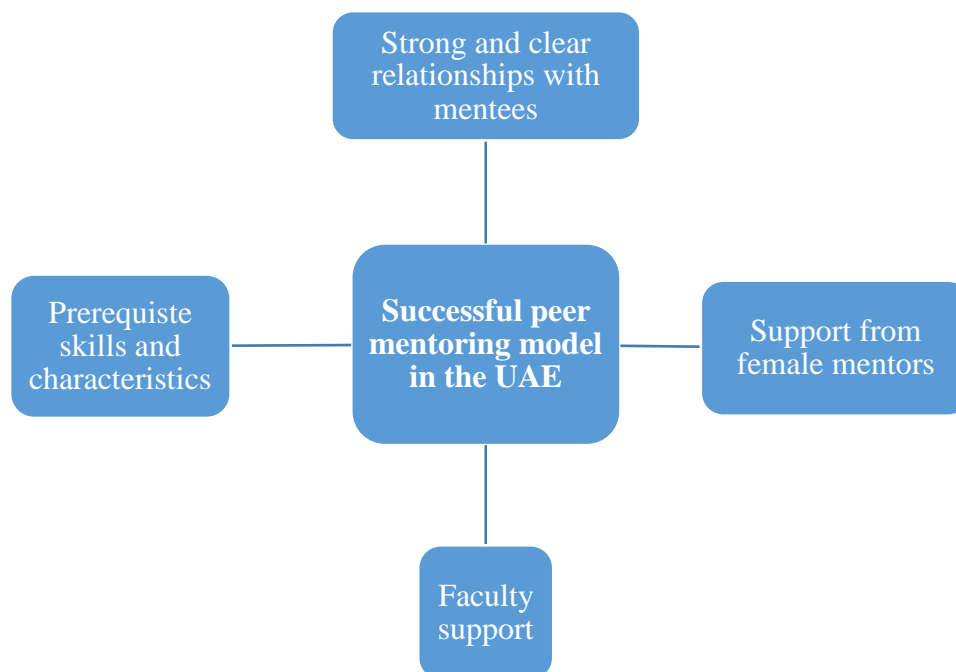 Strong and clear
relationships with
mentees
Prerequiste
skills and
characteristics
Successful peer
mentoring model
in the UAE
Support from
female mentors
Faculty
support